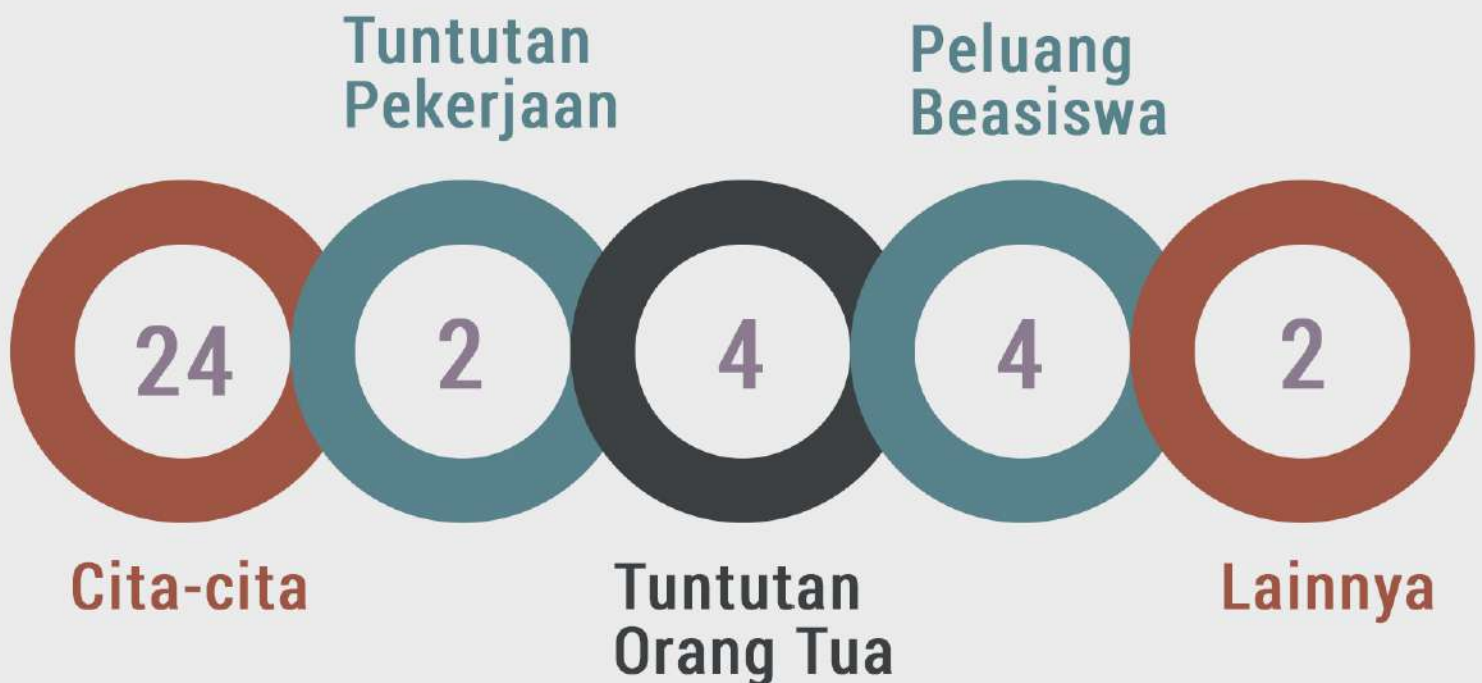 Tuntutan
Pekerjaan
Peluang
Beasiswa
24
2
4
4
2
Cita-cita
Tuntutan
Orang Tua
Lainnya